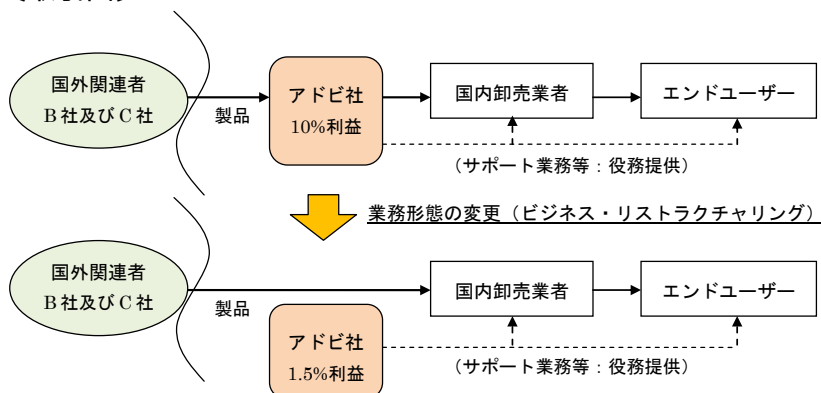 国外関連者
B社及びC社
製品
アドビ社
10%利益
国内卸売業者
エンドユーザー
（サポート業務等：役務提供）
業務形態の変更（ビジネス・リストラクチャリング）
国外関連者
B社及びC社
製品
アドビ社
1.5%利益
国内卸売業者
エンドユーザー
（サポート業務等：役務提供）